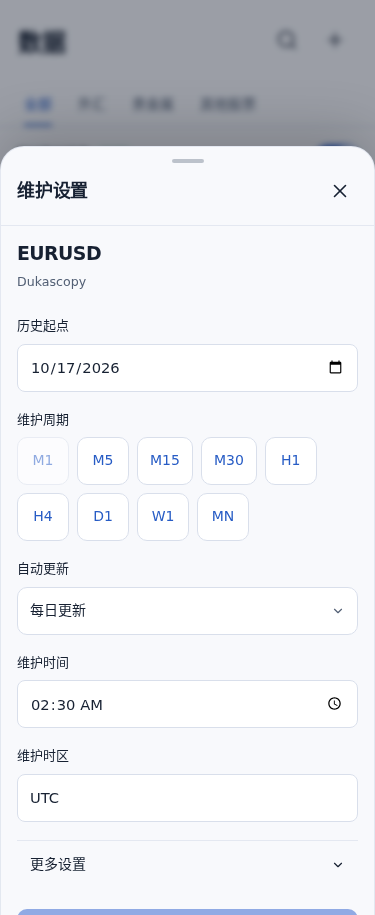 数据
维护设置
EURUSD
Dukascopy
历史起点
10/17/2026
维护周期
M1 M5 M15 M30 H1
H4 D1 W1 MN
自动更新
每日更新
维护时间
02:30 AM
维护时区
UTC
更多设置